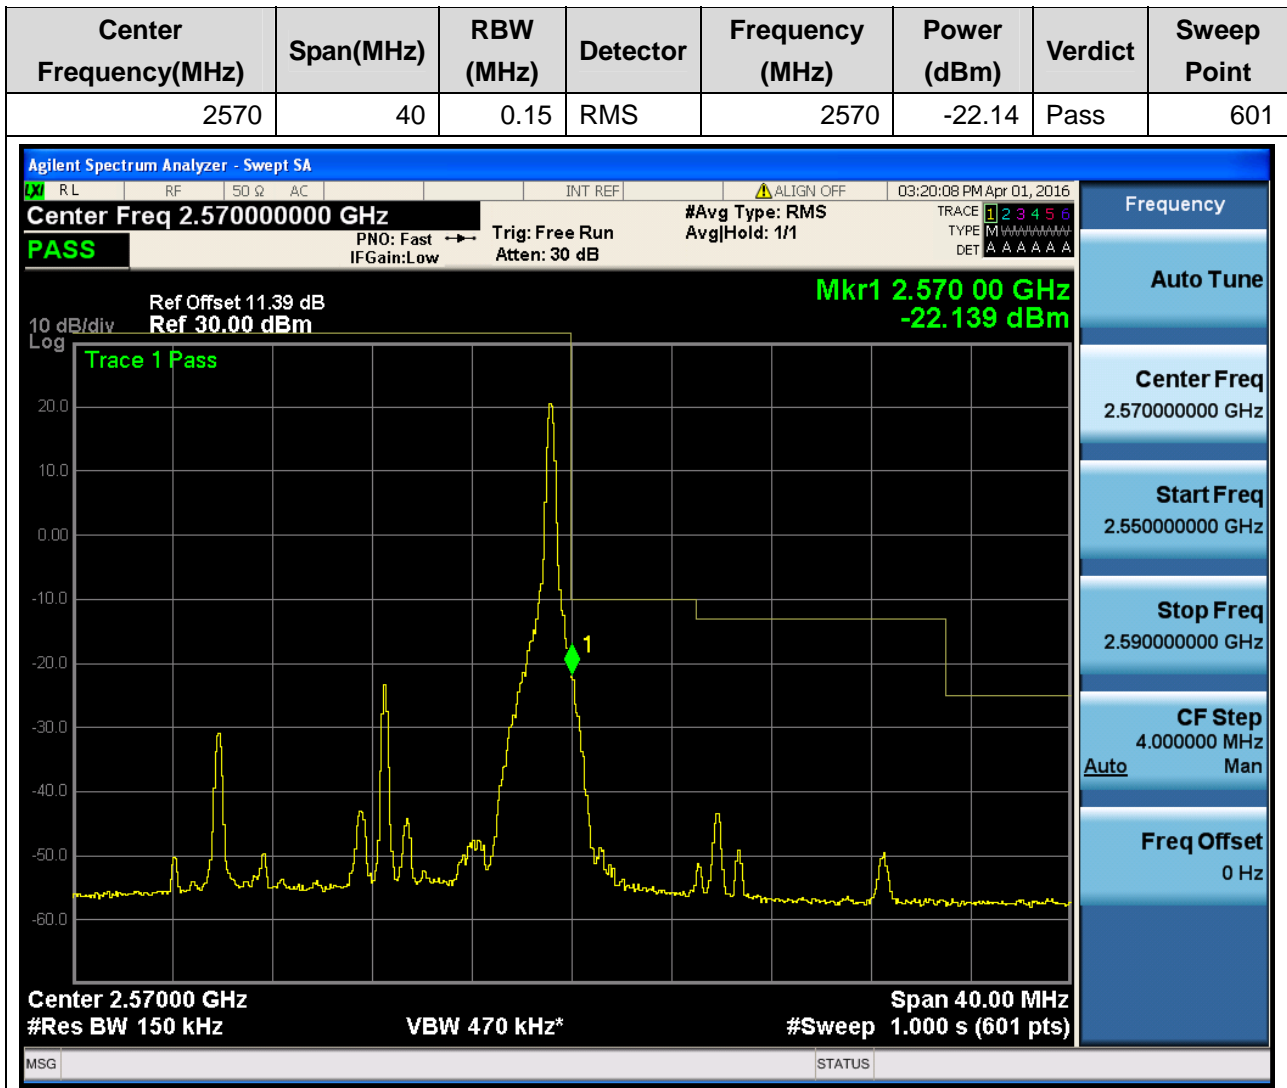 Center Frequency(MHz) Span(MHz) RBW (MHz) Detector Frequency (MHz) Power (dBm) Verdict Sweep Point
2570 40 0.15 RMS 2570 -22.14 Pass 601
Agilent Spectrum Analyzer - Swept SA
LXI RL RF 50 Ω AC INT REF ALIGN OFF 03:20:08 PM Apr 01, 2016
Center Freq 2.570000000 GHz
PASS
PNO: Fast
IFGain:Low
Trig: Free Run
Atten: 30 dB
#Avg Type: RMS
Avg|Hold: 1/1
TRACE 1 2 3 4 5 6
TYPE M
DET A A A A A A
Ref Offset 11.39 dB
10 dB/div Ref 30.00 dBm
Log
Mkr1 2.570 00 GHz
-22.139 dBm
Trace 1 Pass
20.0
10.0
0.00
-10.0
-20.0
-30.0
-40.0
-50.0
-60.0
1
Center 2.57000 GHz Span 40.00 MHz
#Res BW 150 kHz VBW 470 kHz* #Sweep 1.000 s (601 pts)
MSG STATUS
Frequency
Auto Tune
Center Freq
2.570000000 GHz
Start Freq
2.550000000 GHz
Stop Freq
2.590000000 GHz
CF Step
4.000000 MHz
Auto Man
Freq Offset
0 Hz